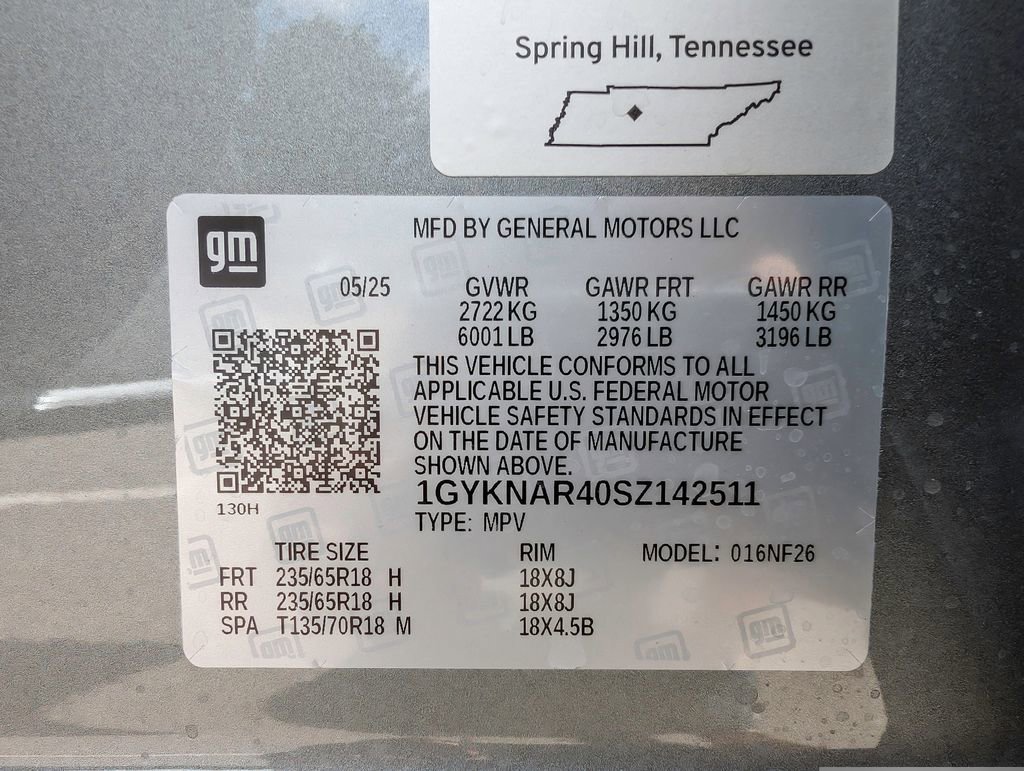 Spring Hill, Tennessee
gm
MFD BY GENERAL MOTORS LLC
05/25 GVWR GAWR FRT GAWR RR
2722 KG 1350 KG 1450 KG
6001 LB 2976 LB 3196 LB
THIS VEHICLE CONFORMS TO ALL
APPLICABLE U.S. FEDERAL MOTOR
VEHICLE SAFETY STANDARDS IN EFFECT
ON THE DATE OF MANUFACTURE
SHOWN ABOVE.
1GYKNAR40SZ142511
130H
TYPE: MPV
TIRE SIZE RIM MODEL: 016NF26
FRT 235/65R18 H 18X8J
RR 235/65R18 H 18X8J
SPA T135/70R18 M 18X4.5B